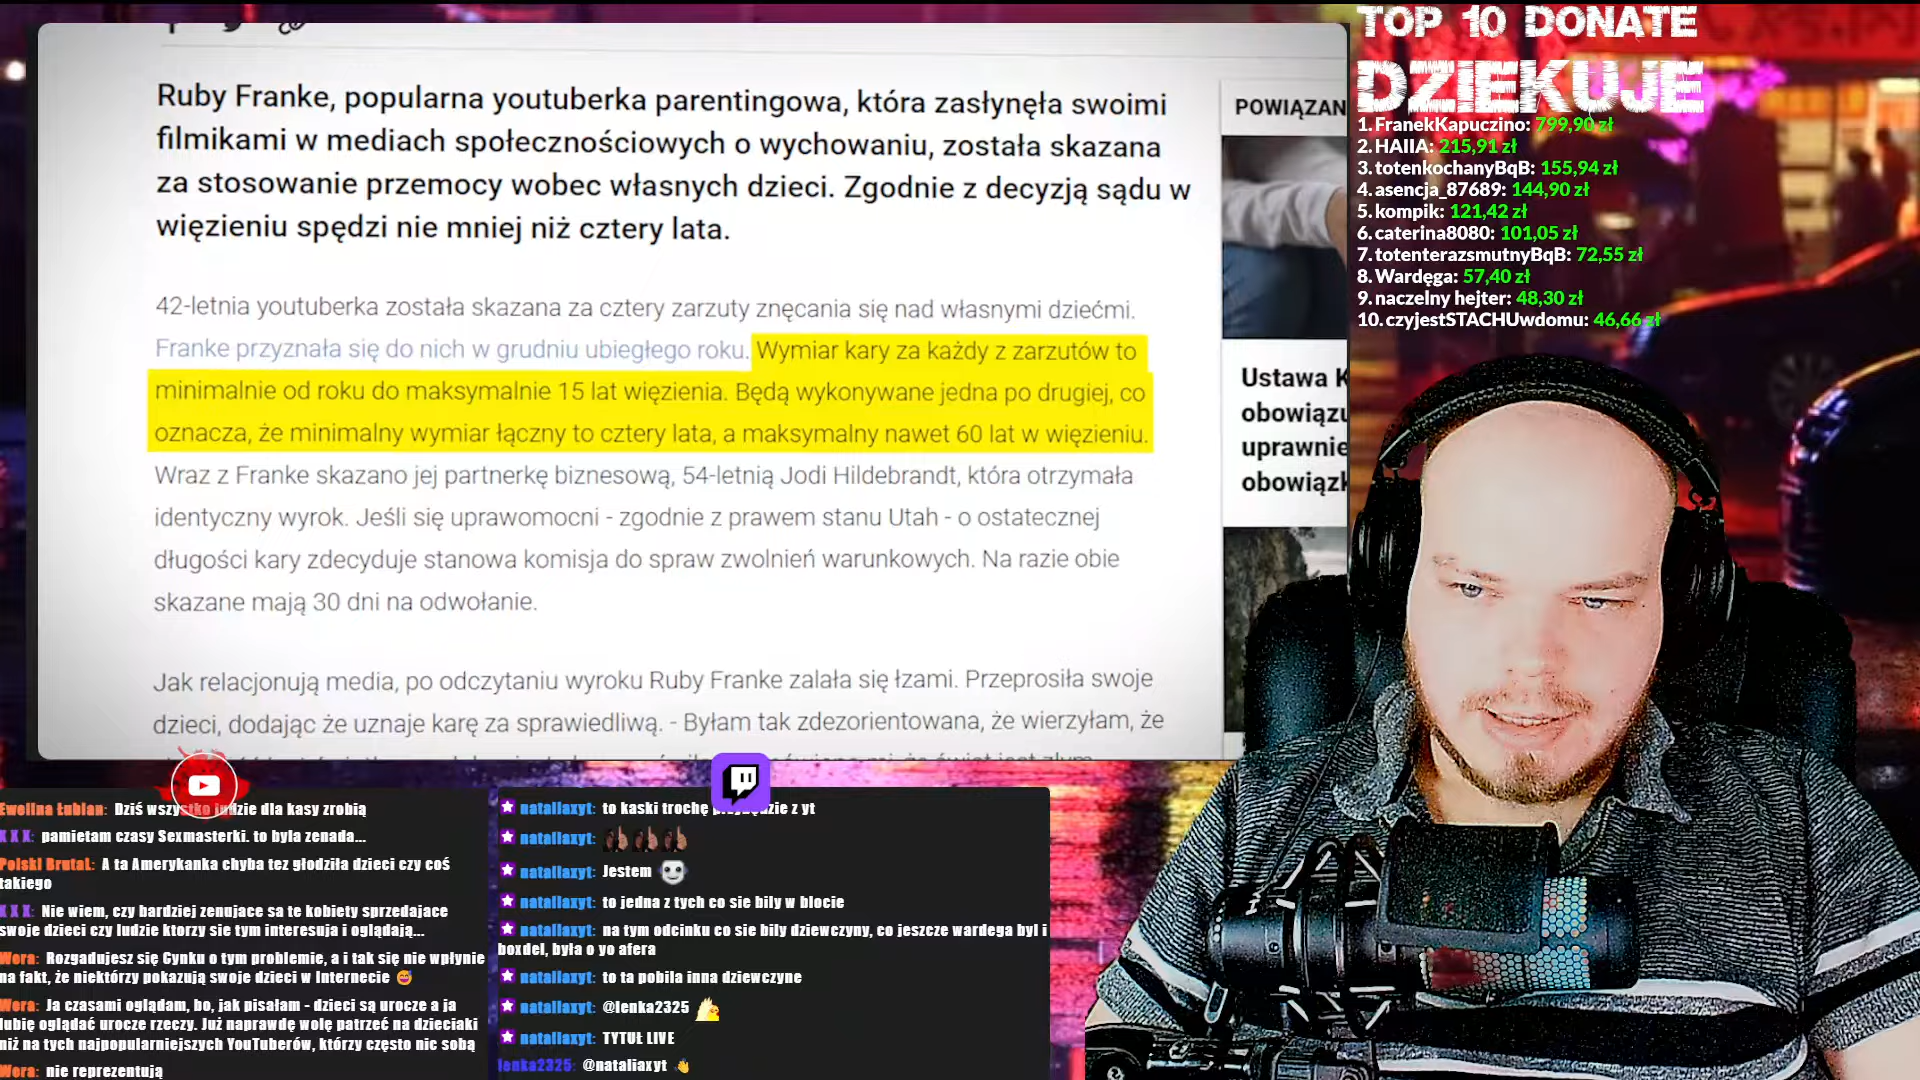 Ruby Franke, popularna youtuberka parentingowa, która zasłynęła swoimi
filmikami w mediach społecznościowych o wychowaniu, została skazana
za stosowanie przemocy wobec własnych dzieci. Zgodnie z decyzją sądu w
więzieniu spędzi nie mniej niż cztery lata.
42-letnia youtuberka została skazana za cztery zarzuty znęcania się nad własnymi dziećmi.
Franke przyznała się do nich w grudniu ubiegłego roku. Wymiar kary za każdy z zarzutów to
minimalnie od roku do maksymalnie 15 lat więzienia. Będą wykonywane jedna po drugiej, co
oznacza, że minimalny wymiar łączny to cztery lata, a maksymalny nawet 60 lat w więzieniu.
Wraz z Franke skazano jej partnerkę biznesową, 54-letnią Jodi Hildebrandt, która otrzymała
identyczny wyrok. Jeśli się uprawomocni - zgodnie z prawem stanu Utah - o ostatecznej
długości kary zdecyduje stanowa komisja do spraw zwolnień warunkowych. Na razie obie
skazane mają 30 dni na odwołanie.
Jak relacjonują media, po odczytaniu wyroku Ruby Franke zalała się łzami. Przeprosiła swoje
dzieci, dodając że uznaje karę za sprawiedliwą. - Byłam tak zdezorientowana, że wierzyłam, że
POWIĄZAN
Ustawa K
obowiązu
uprawnie
obowiązk
TOP 10 DONATE
DZIEKUJE
1. FranekKapuczino: 799,90 zł
2. HAIIA: 215,91 zł
3. totenkochanyBqB: 155,94 zł
4. asencja_87689: 144,90 zł
5. kompik: 121,42 zł
6. caterina8080: 101,05 zł
7. totenterazsmutnyBqB: 72,55 zł
8. Wardęga: 57,40 zł
9. naczelny hejter: 48,30 zł
10. czyjestSTACHUwdomu: 46,66 zł
Ewelina Łubian: Dziś wszystko ludzie dla kasy zrobią
X X X: pamietam czasy Sexmasterki. to byla zenada...
Polski Brutal: A ta Amerykanka chyba tez głodziła dzieci czy coś
takiego
X X X: Nie wiem, czy bardziej zenujace sa te kobiety sprzedajace
swoje dzieci czy ludzie ktorzy sie tym interesuja i oglądają...
Wera: Rozgadujesz się Cynku o tym problemie, a i tak się nie wpłynie
na fakt, że niektórzy pokazują swoje dzieci w Internecie
Wera: Ja czasami oglądam, bo, jak pisałam - dzieci są urocze a ja
lubię oglądać urocze rzeczy. Już naprawdę wolę patrzeć na dzieciaki
niż na tych najpopularniejszych YouTuberów, którzy często nic sobą
Wera: nie reprezentują
nataliaxyt: to kaski trochę zie z yt
nataliaxyt:
nataliaxyt: Jestem
nataliaxyt: to jedna z tych co sie bily w blocie
nataliaxyt: na tym odcinku co sie bily dziewczyny, co jeszcze wardega byl i
boxdel, była o yo afera
nataliaxyt: to ta pobila inna dziewczyne
nataliaxyt: @lenka2325
nataliaxyt: TYTUŁ LIVE
lenka2325: @nataliaxyt